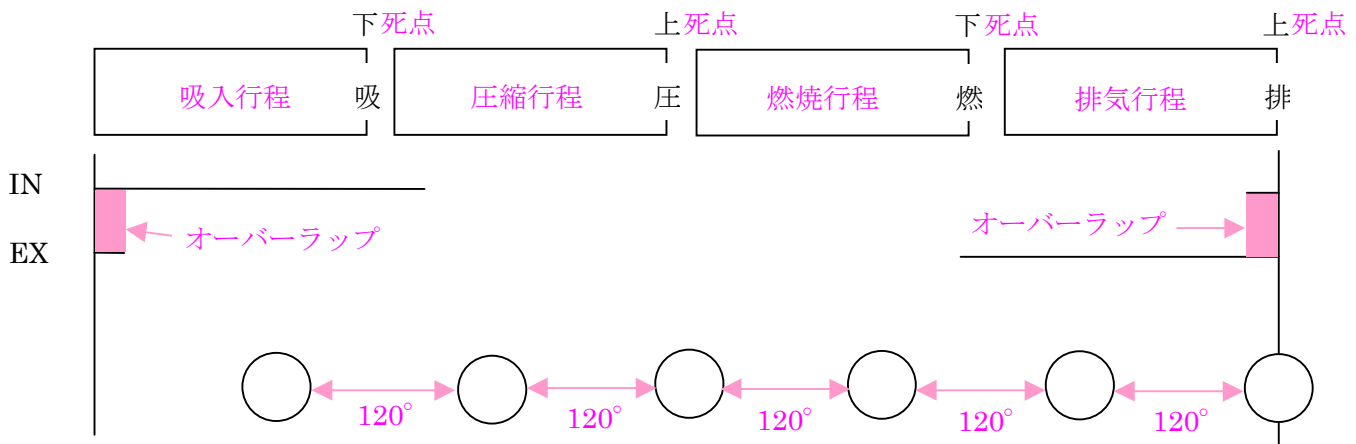 下死点 上死点 下死点 上死点
吸入行程 吸 圧縮行程 圧 燃焼行程 燃 排気行程 排
IN
オーバーラップ オーバーラップ
EX
120° 120° 120° 120° 120°